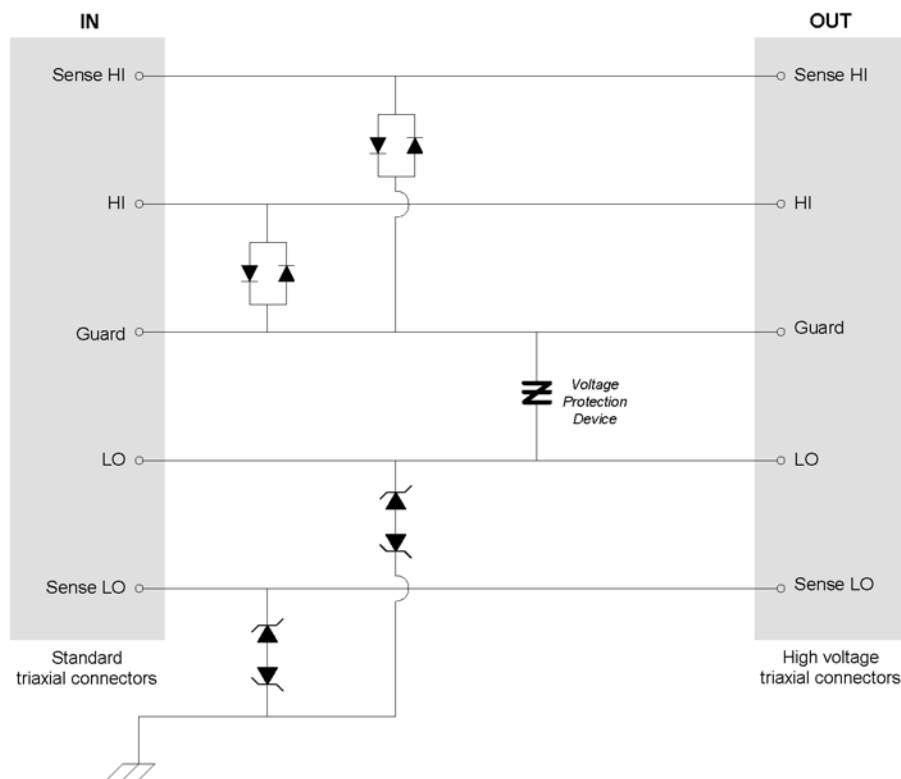 IN
OUT
Sense HI
Sense HI
HI
HI
Guard
Guard
Voltage
Protection
Device
LO
LO
Sense LO
Sense LO
Standard
triaxial connectors
High voltage
triaxial connectors